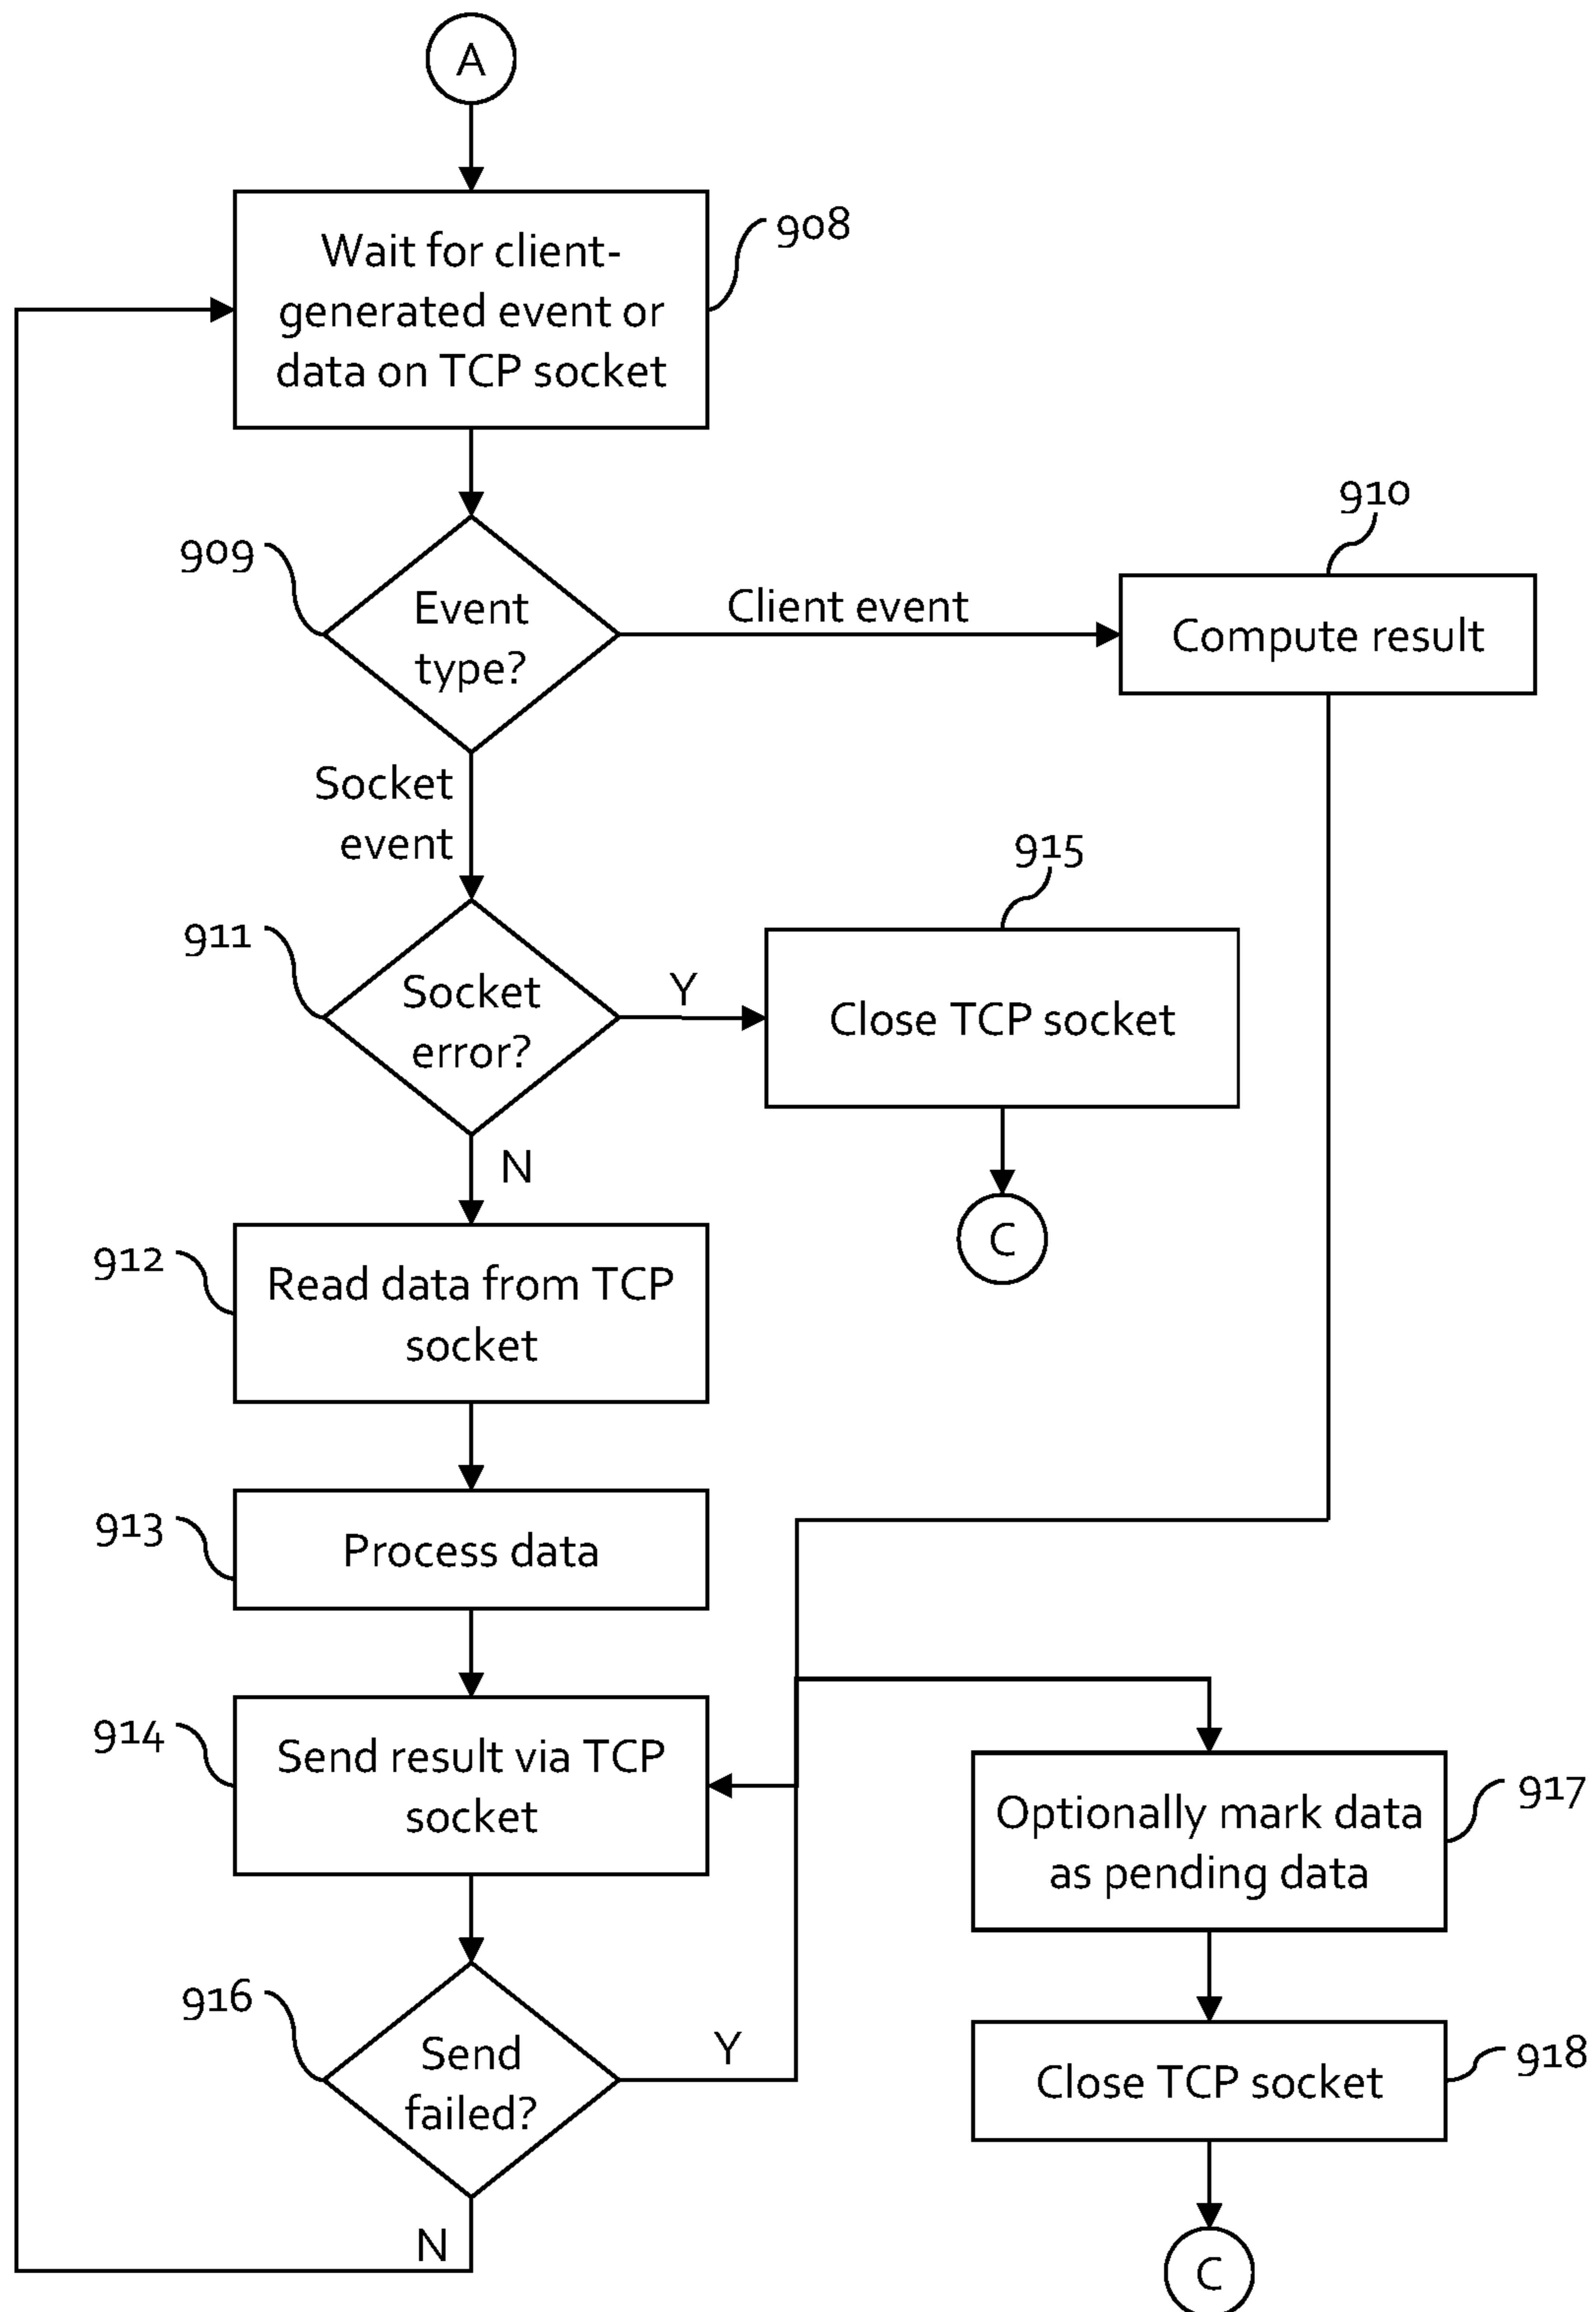 A
Wait for client-
generated event or
data on TCP socket
908
909
Event
type?
Client event
910
Compute result
Socket
event
911
Socket
error?
Y
915
Close TCP socket
N
C
912
Read data from TCP
socket
913
Process data
914
Send result via TCP
socket
917
Optionally mark data
as pending data
916
Send
failed?
Y
918
Close TCP socket
N
C